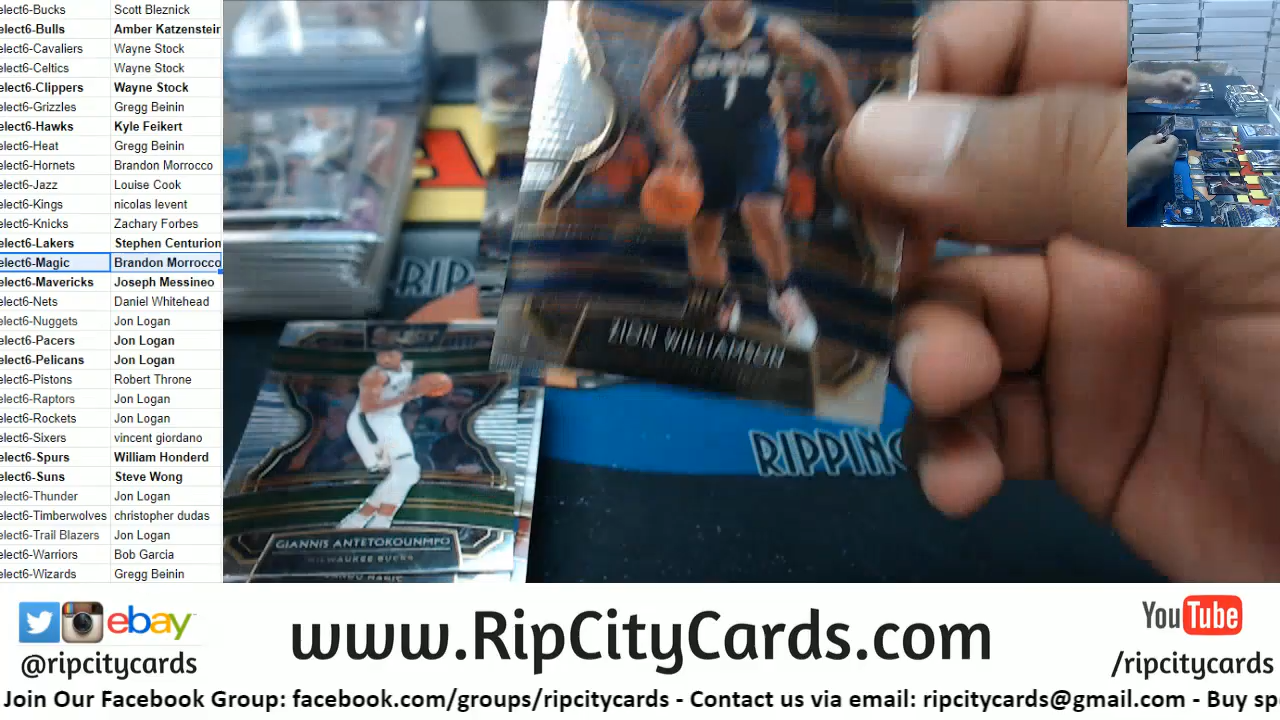 elect6-Bucks Scott Bleznick
elect6-Bulls Amber Katzenstein
elect6-Cavaliers Wayne Stock
elect6-Celtics Wayne Stock
elect6-Clippers Wayne Stock
elect6-Grizzles Gregg Beinin
elect6-Hawks Kyle Feikert
elect6-Heat Gregg Beinin
elect6-Hornets Brandon Morrocco
elect6-Jazz Louise Cook
elect6-Kings nicolas levent
elect6-Knicks Zachary Forbes
elect6-Lakers Stephen Centurion
elect6-Magic Brandon Morrocco
elect6-Mavericks Joseph Messineo
elect6-Nets Daniel Whitehead
elect6-Nuggets Jon Logan
elect6-Pacers Jon Logan
elect6-Pelicans Jon Logan
elect6-Pistons Robert Throne
elect6-Raptors Jon Logan
elect6-Rockets Jon Logan
elect6-Sixers vincent giordano
elect6-Spurs William Honderd
elect6-Suns Steve Wong
elect6-Thunder Jon Logan
elect6-Timberwolves christopher dudas
elect6-Trail Blazers Jon Logan
elect6-Warriors Bob Garcia
elect6-Wizards Gregg Beinin
1
ZION WILLIAMSON
RIP
RIPPING
GIANNIS ANTETOKOUNMPO
MILWAUKEE BUCKS
MAGIC
ebay
@ripcitycards
www.RipCityCards.com
YouTube
/ripcitycards
Join Our Facebook Group: facebook.com/groups/ripcitycards - Contact us via email: ripcitycards@gmail.com - Buy sp